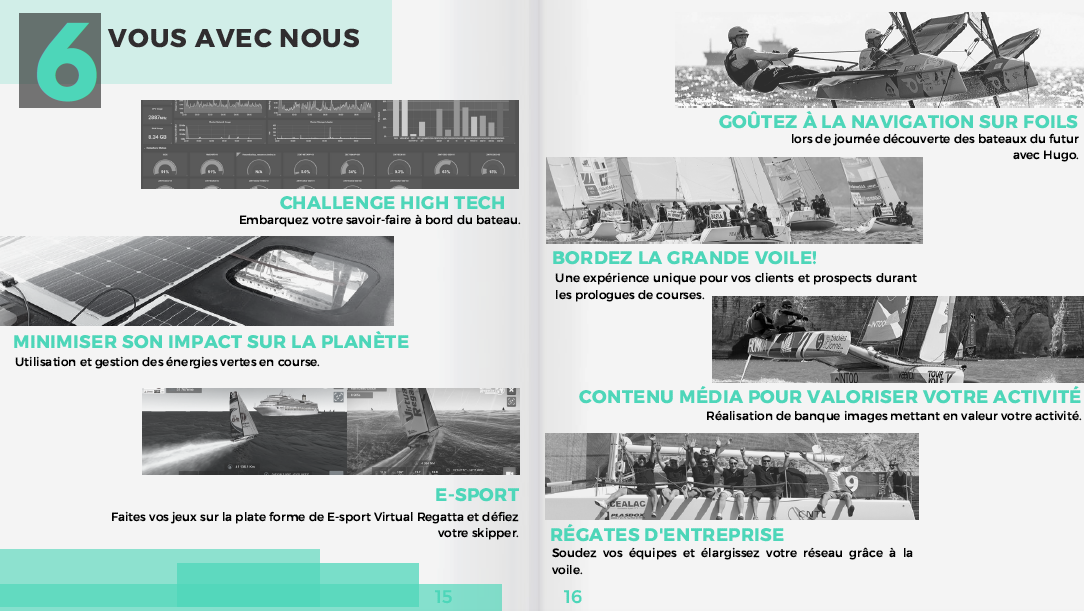 6
VOUS AVEC NOUS
CHALLENGE HIGH TECH
Embarquez votre savoir-faire à bord du bateau.
MINIMISER SON IMPACT SUR LA PLANÈTE
Utilisation et gestion des énergies vertes en course.
E-SPORT
Faites vos jeux sur la plate forme de E-sport Virtual Regatta et défiez
votre skipper.
15
GOÛTEZ À LA NAVIGATION SUR FOILS
lors de journée découverte des bateaux du futur
avec Hugo.
BORDEZ LA GRANDE VOILE!
Une expérience unique pour vos clients et prospects durant
les prologues de courses.
CONTENU MÉDIA POUR VALORISER VOTRE ACTIVITÉ
Réalisation de banque images mettant en valeur votre activité.
9
CEALAC
RÉGATES D'ENTREPRISE
Soudez vos équipes et élargissez votre réseau grâce à la
voile.
16